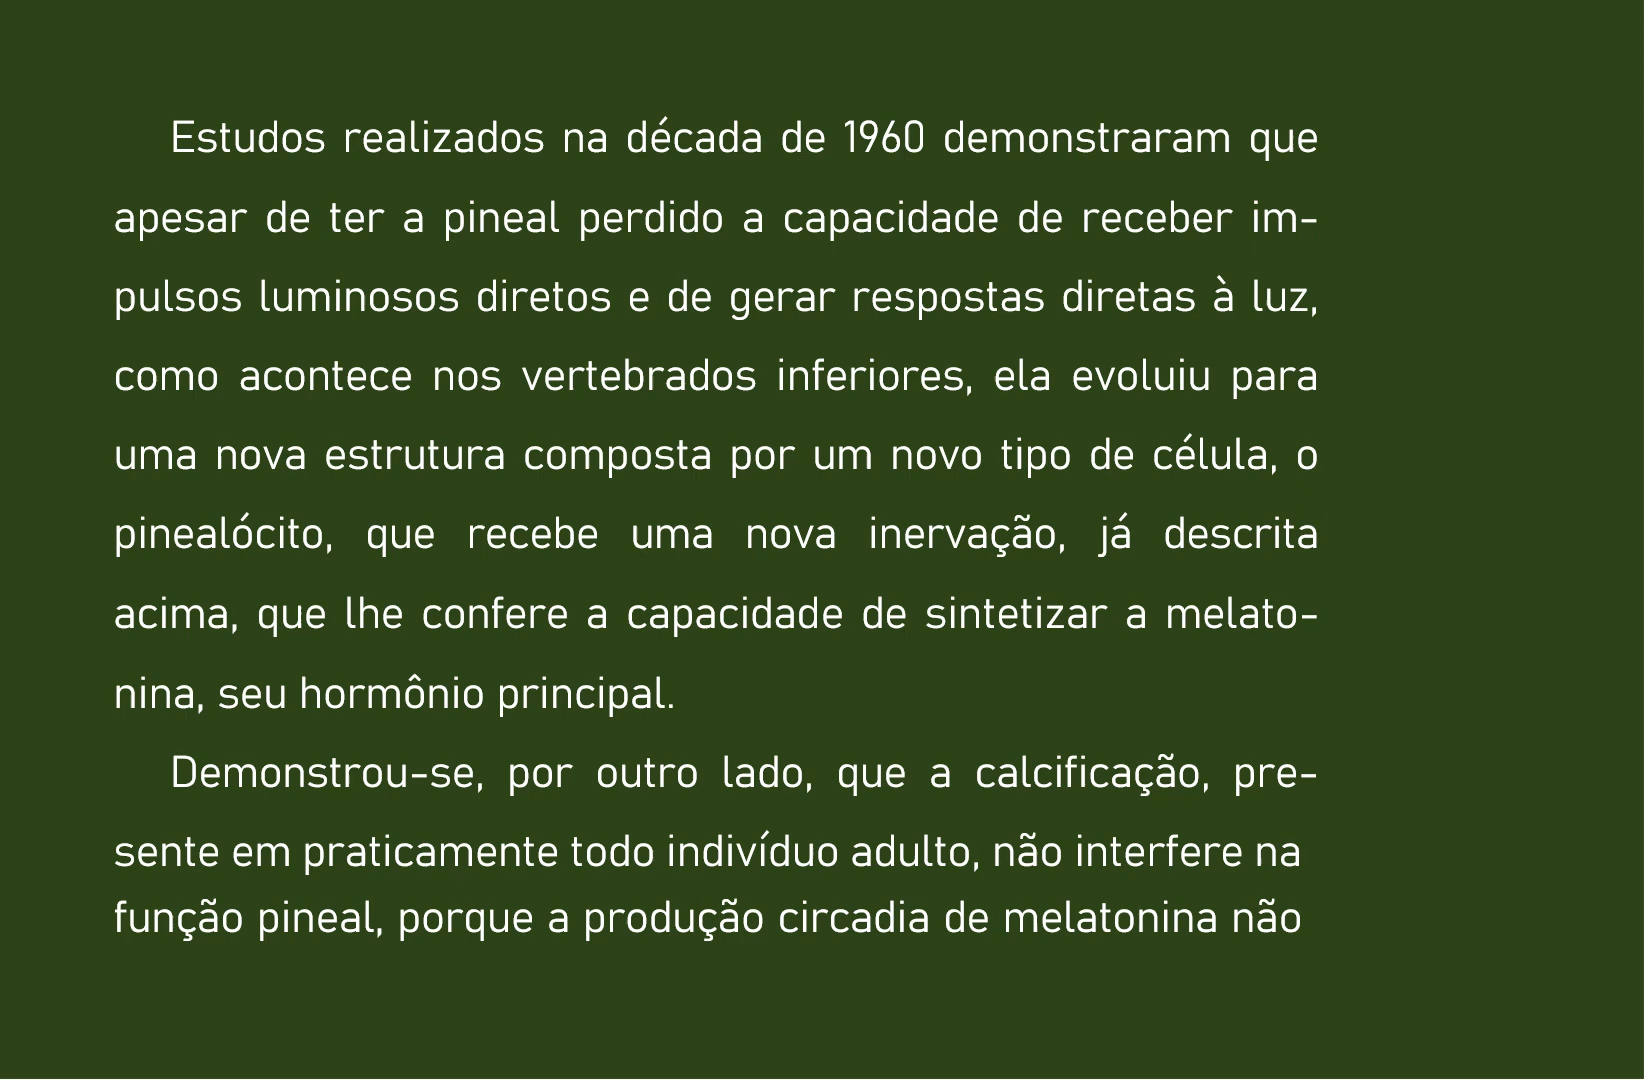 Estudos realizados na década de 1960 demonstraram que
apesar de ter a pineal perdido a capacidade de receber im-
pulsos luminosos diretos e de gerar respostas diretas à luz,
como acontece nos vertebrados inferiores, ela evoluiu para
uma nova estrutura composta por um novo tipo de célula, o
pinealócito, que recebe uma nova inervação, já descrita
acima, que lhe confere a capacidade de sintetizar a melato-
nina, seu hormônio principal.
Demonstrou-se, por outro lado, que a calcificação, pre-
sente em praticamente todo indivíduo adulto, não interfere na
função pineal, porque a produção circadia de melatonina não